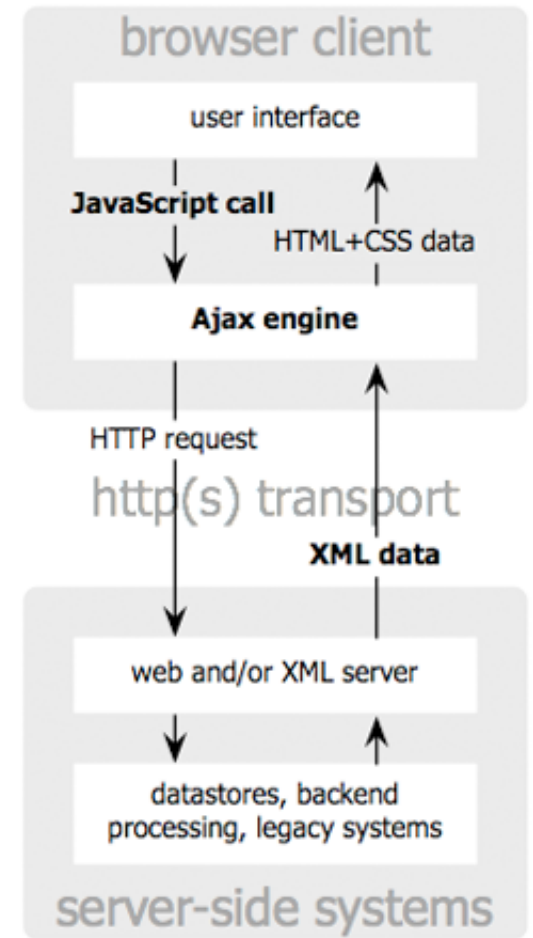 browser client
user interface
JavaScript call
HTML+CSS data
Ajax engine
HTTP request
http(s) transport
XML data
web and/or XML server
datastores, backend
processing, legacy systems
server-side systems